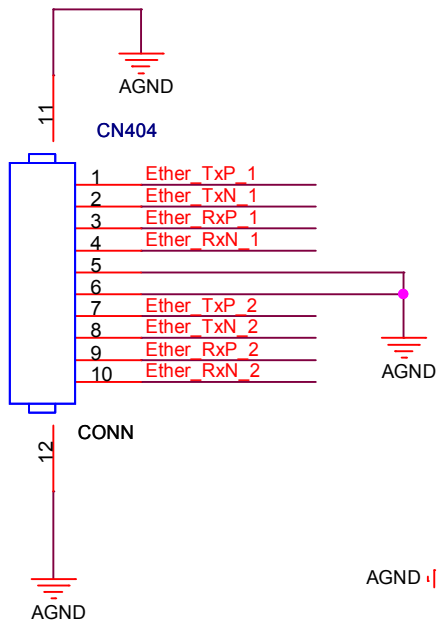 AGND
11
CN404
1 Ether_TxP_1
2 Ether_TxN_1
3 Ether_RxP_1
4 Ether_RxN_1
5
6
7 Ether_TxP_2
8 Ether_TxN_2
9 Ether_RxP_2
10 Ether_RxN_2
AGND
CONN
12
AGND
AGND